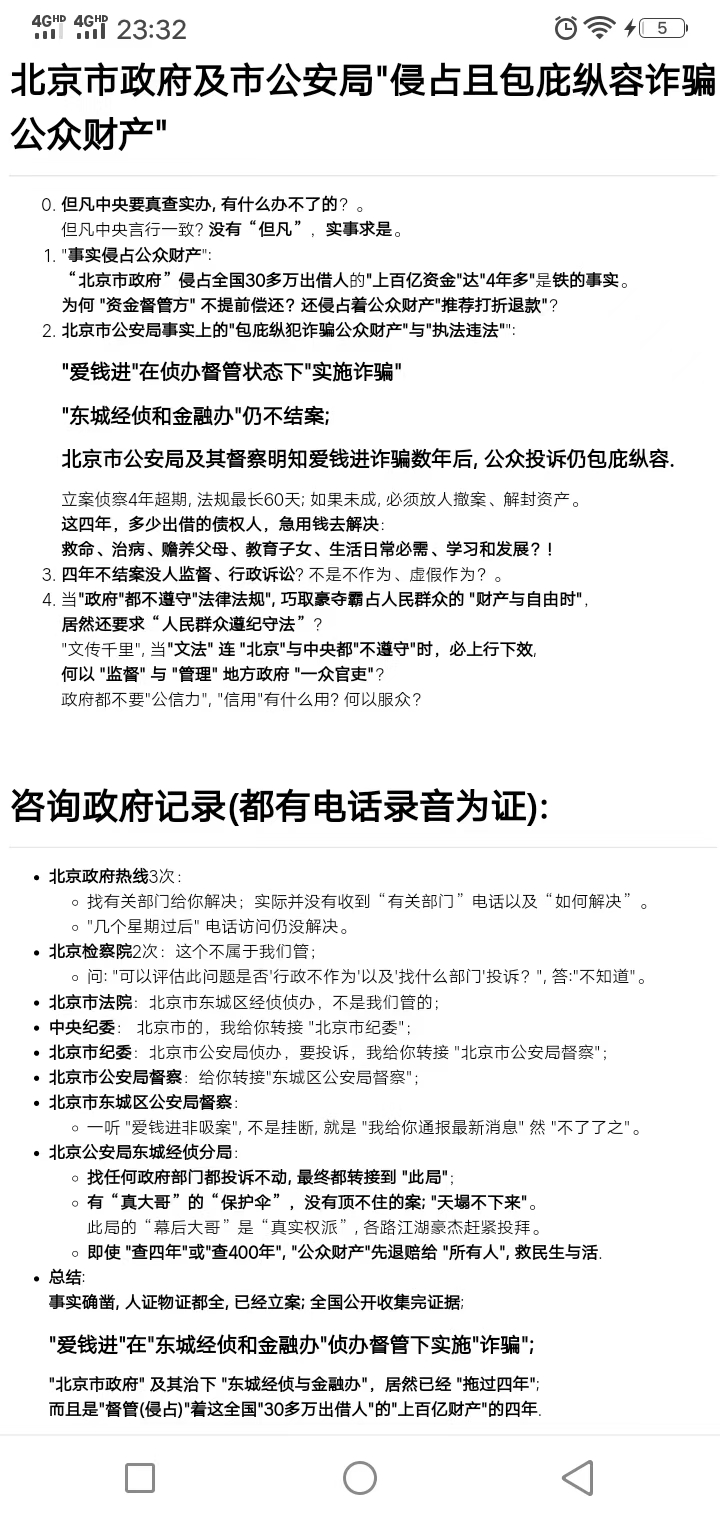 4GHD 4GHD 23:32 5
北京市政府及市公安局"侵占且包庇纵容诈骗
公众财产"
0. 但凡中央要真查实办, 有什么办不了的？。
但凡中央言行一致? 没有“但凡”, 实事求是。
1. "事实侵占公众财产":
“北京市政府”侵占全国30多万出借人的"上百亿资金"达"4年多"是铁的事实。
为何 "资金督管方" 不提前偿还？还侵占着公众财产"推荐打折退款"?
2. 北京市公安局事实上的"包庇纵犯诈骗公众财产"与"执法违法"":
"爱钱进"在侦办督管状态下"实施诈骗"
"东城经侦和金融办"仍不结案;
北京市公安局及其督察明知爱钱进诈骗数年后, 公众投诉仍包庇纵容.
立案侦察4年超期, 法规最长60天; 如果未成, 必须放人撤案、解封资产。
这四年，多少出借的债权人，急用钱去解决:
救命、治病、赡养父母、教育子女、生活日常必需、学习和发展？！
3. 四年不结案没人监督、行政诉讼? 不是不作为、虚假作为？。
4. 当"政府"都不遵守"法律法规", 巧取豪夺霸占人民群众的 "财产与自由时",
居然还要求“人民群众遵纪守法”?
"文传千里", 当"文法" 连 "北京"与中央都"不遵守"时，必上行下效,
何以 "监督" 与 "管理" 地方政府 "一众官吏"?
政府都不要"公信力", "信用"有什么用? 何以服众?
咨询政府记录(都有电话录音为证):
• 北京政府热线3次:
◦ 找有关部门给你解决；实际并没有收到“有关部门”电话以及“如何解决”。
◦ "几个星期过后" 电话访问仍没解决。
• 北京检察院2次：这个不属于我们管;
◦ 问: "可以评估此问题是否'行政不作为'以及'找什么部门'投诉？", 答:"不知道"。
• 北京市法院：北京市东城区经侦侦办，不是我们管的;
• 中央纪委： 北京市的，我给你转接 "北京市纪委";
• 北京市纪委：北京市公安局侦办，要投诉，我给你转接 "北京市公安局督察";
• 北京市公安局督察：给你转接"东城区公安局督察";
• 北京市东城区公安局督察:
◦ 一听 "爱钱进非吸案", 不是挂断, 就是 "我给你通报最新消息" 然 "不了了之"。
• 北京公安局东城经侦分局:
◦ 找任何政府部门都投诉不动, 最终都转接到 "此局";
◦ 有“真大哥”的“保护伞”，没有顶不住的案; "天塌不下来"。
此局的“幕后大哥”是“真实权派”, 各路江湖豪杰赶紧投拜。
◦ 即使 "查四年"或"查400年", "公众财产"先退赔给 "所有人", 救民生与活.
• 总结:
事实确凿, 人证物证都全, 已经立案; 全国公开收集完证据;
"爱钱进"在"东城经侦和金融办"侦办督管下实施"诈骗";
"北京市政府" 及其治下 "东城经侦与金融办"，居然已经 "拖过四年";
而且是"督管(侵占)"着这全国"30多万出借人"的"上百亿财产"的四年.